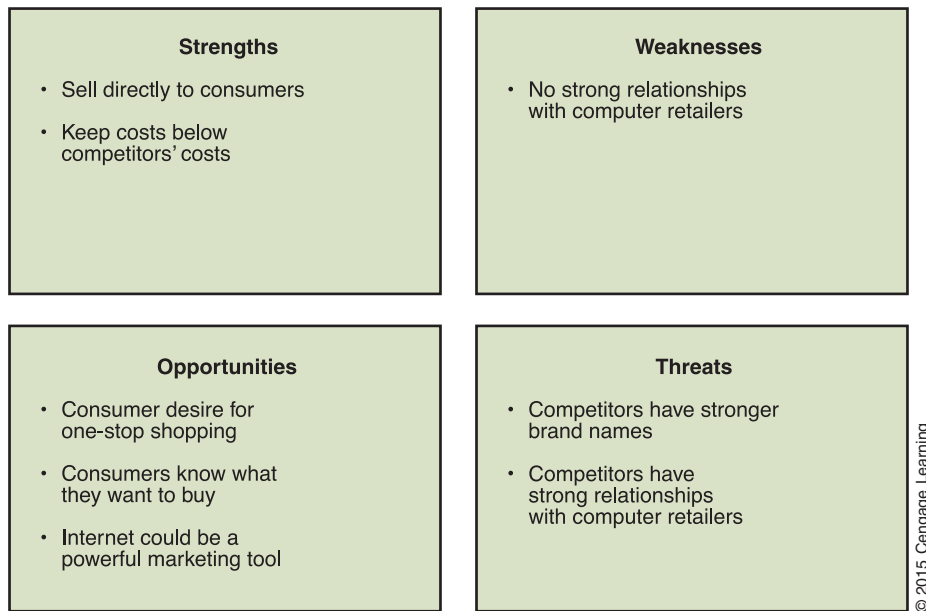 Strengths
• Sell directly to consumers
• Keep costs below
competitors’ costs
Weaknesses
• No strong relationships
with computer retailers
Opportunities
• Consumer desire for
one-stop shopping
• Consumers know what
they want to buy
• Internet could be a
powerful marketing tool
Threats
• Competitors have stronger
brand names
• Competitors have
strong relationships
with computer retailers
© 2015 Cengage Learning